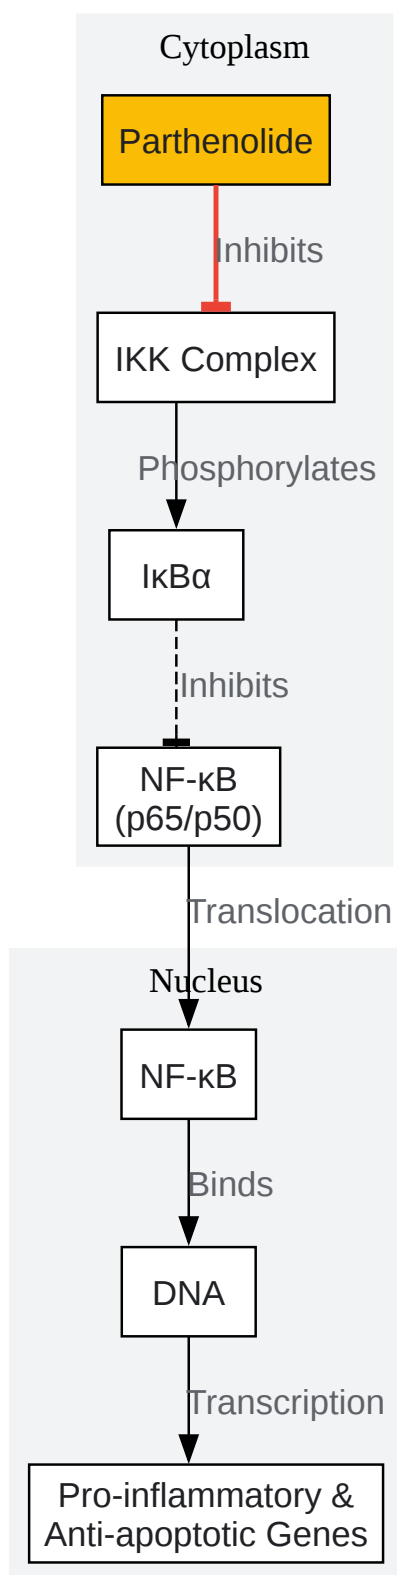 Cytoplasm
Parthenolide
Inhibits
IKK Complex
Phosphorylates
IκBα
Inhibits
NF-κB
(p65/p50)
Translocation
Nucleus
NF-κB
Binds
DNA
Transcription
Pro-inflammatory &
Anti-apoptotic Genes